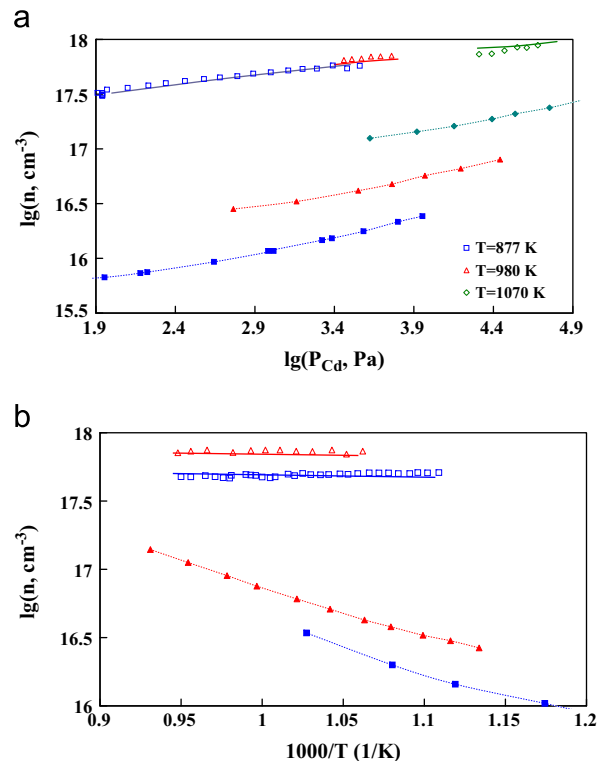 a
lg(n, cm-3)
18
17.5
17
16.5
16
15.5
1.9 2.4 2.9 3.4 3.9 4.4 4.9
T=877 K
T=980 K
T=1070 K
lg(PCd, Pa)
b
lg(n, cm-3)
18
17.5
17
16.5
16
0.9 0.95 1 1.05 1.1 1.15 1.2
1000/T (1/K)